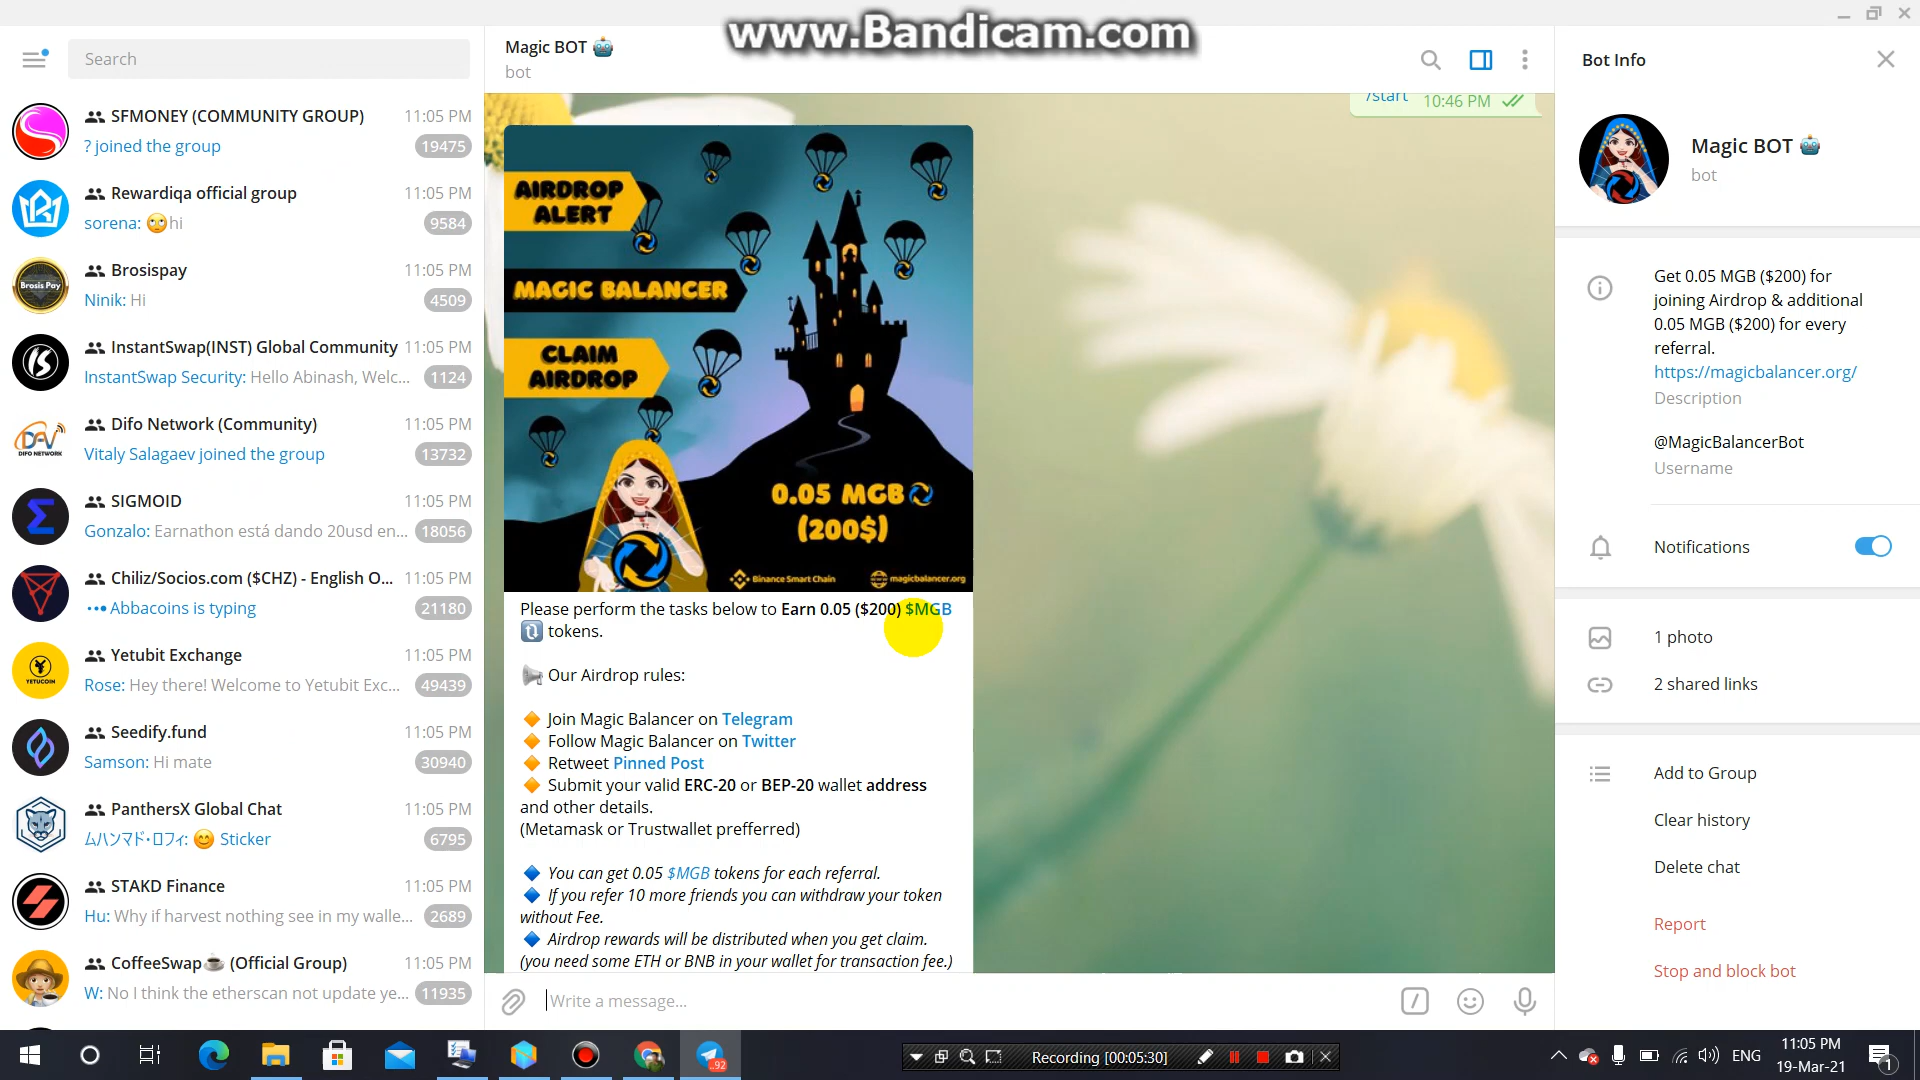 www.Bandicam.com
Search
SFMONEY (COMMUNITY GROUP) 11:05 PM
? joined the group 19475
Rewardiqa official group 11:05 PM
sorena: 🙄hi 9584
Brosis Pay
Brosispay 11:05 PM
Ninik: Hi 4509
InstantSwap(INST) Global Community 11:05 PM
InstantSwap Security: Hello Abinash, Welc... 1124
DIFO NETWORK
Difo Network (Community) 11:05 PM
Vitaly Salagaev joined the group 13732
SIGMOID 11:05 PM
Gonzalo: Earnathon está dando 20usd en... 18056
Chiliz/Socios.com ($CHZ) - English O... 11:05 PM
Abbacoins is typing 21180
YETUCOIN
Yetubit Exchange 11:05 PM
Rose: Hey there! Welcome to Yetubit Exc... 49439
Seedify.fund 11:05 PM
Samson: Hi mate 30940
PanthersX Global Chat 11:05 PM
ムハンマド・ロフィ: 😊 Sticker 6795
STAKD Finance 11:05 PM
Hu: Why if harvest nothing see in my walle... 2689
CoffeeSwap☕ (Official Group) 11:05 PM
W: No I think the etherscan not update ye... 11935
Magic BOT 🤖
bot
/start 10:46 PM
AIRDROP
ALERT
MAGIC BALANCER
CLAIM
AIRDROP
0.05 MGB
(200$)
Binance Smart Chain magicbalancer.org
Please perform the tasks below to Earn 0.05 ($200) $MGB
🔃 tokens.
📢 Our Airdrop rules:
🔶 Join Magic Balancer on Telegram
🔶 Follow Magic Balancer on Twitter
🔶 Retweet Pinned Post
🔶 Submit your valid ERC-20 or BEP-20 wallet address
and other details.
(Metamask or Trustwallet prefferred)
🔷 You can get 0.05 $MGB tokens for each referral.
🔷 If you refer 10 more friends you can withdraw your token
without Fee.
🔷 Airdrop rewards will be distributed when you get claim.
(you need some ETH or BNB in your wallet for transaction fee.)
Write a message...
Bot Info
Magic BOT 🤖
bot
Get 0.05 MGB ($200) for
joining Airdrop & additional
0.05 MGB ($200) for every
referral.
https://magicbalancer.org/
Description
@MagicBalancerBot
Username
Notifications
1 photo
2 shared links
Add to Group
Clear history
Delete chat
Report
Stop and block bot
..92
Recording [00:05:30]
ENG
11:05 PM
19-Mar-21
1